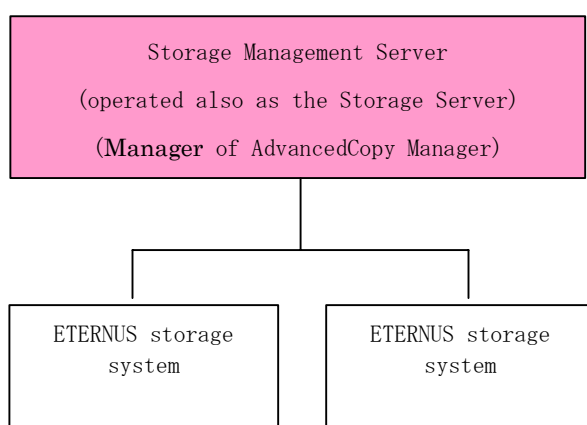 Storage Management Server
(operated also as the Storage Server)
(Manager of AdvancedCopy Manager)
ETERNUS storage
system
ETERNUS storage
system